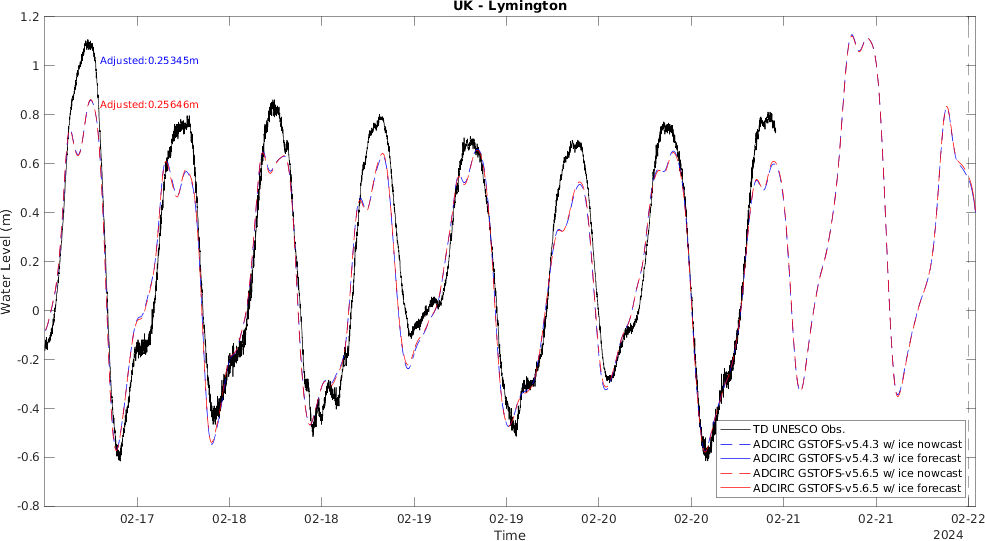 UK - Lymington
1.2
1
0.8
0.6
0.4
0.2
0
-0.2
-0.4
-0.6
-0.8
Water Level (m)
Adjusted:0.25345m
Adjusted:0.25646m
TD UNESCO Obs.
ADCIRC GSTOFS-v5.4.3 w/ ice nowcast
ADCIRC GSTOFS-v5.4.3 w/ ice forecast
ADCIRC GSTOFS-v5.6.5 w/ ice nowcast
ADCIRC GSTOFS-v5.6.5 w/ ice forecast
02-17 02-18 02-18 02-19 02-19 02-20 02-20 02-21 02-21 02-22
Time
2024